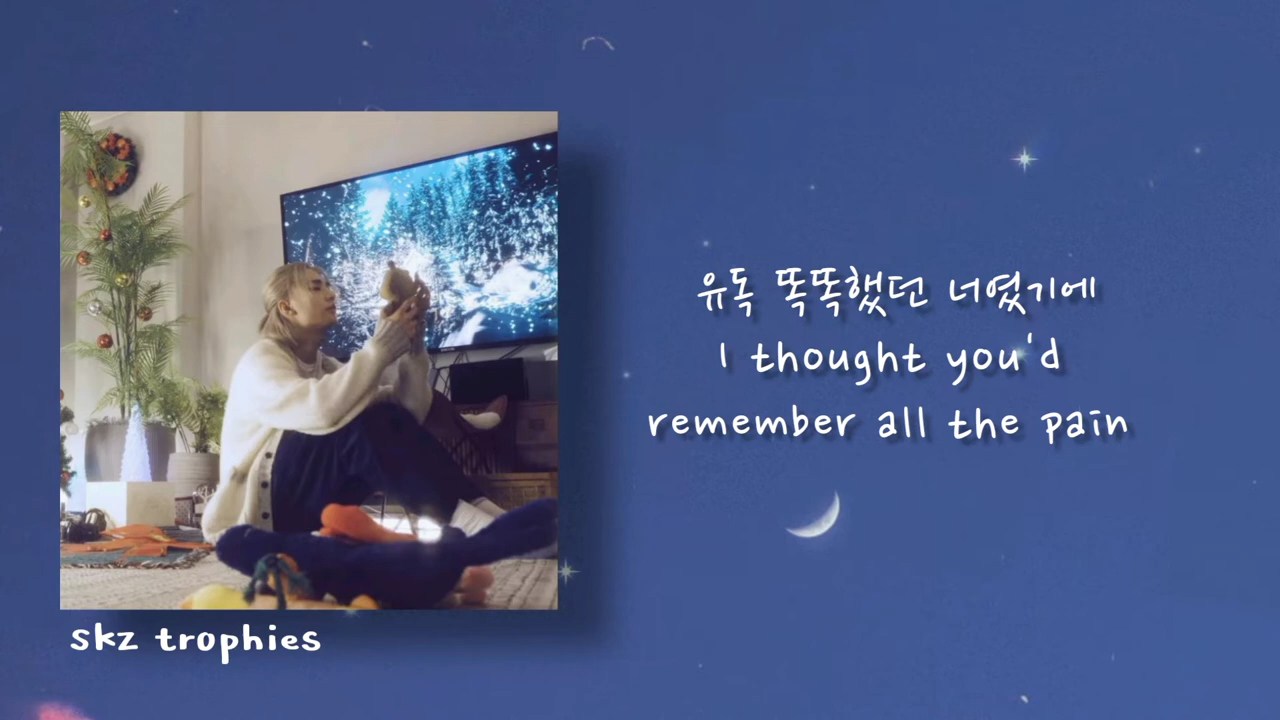 유독 똑똑했던 너였기에
I thought you'd
remember all the pain
skz trophies